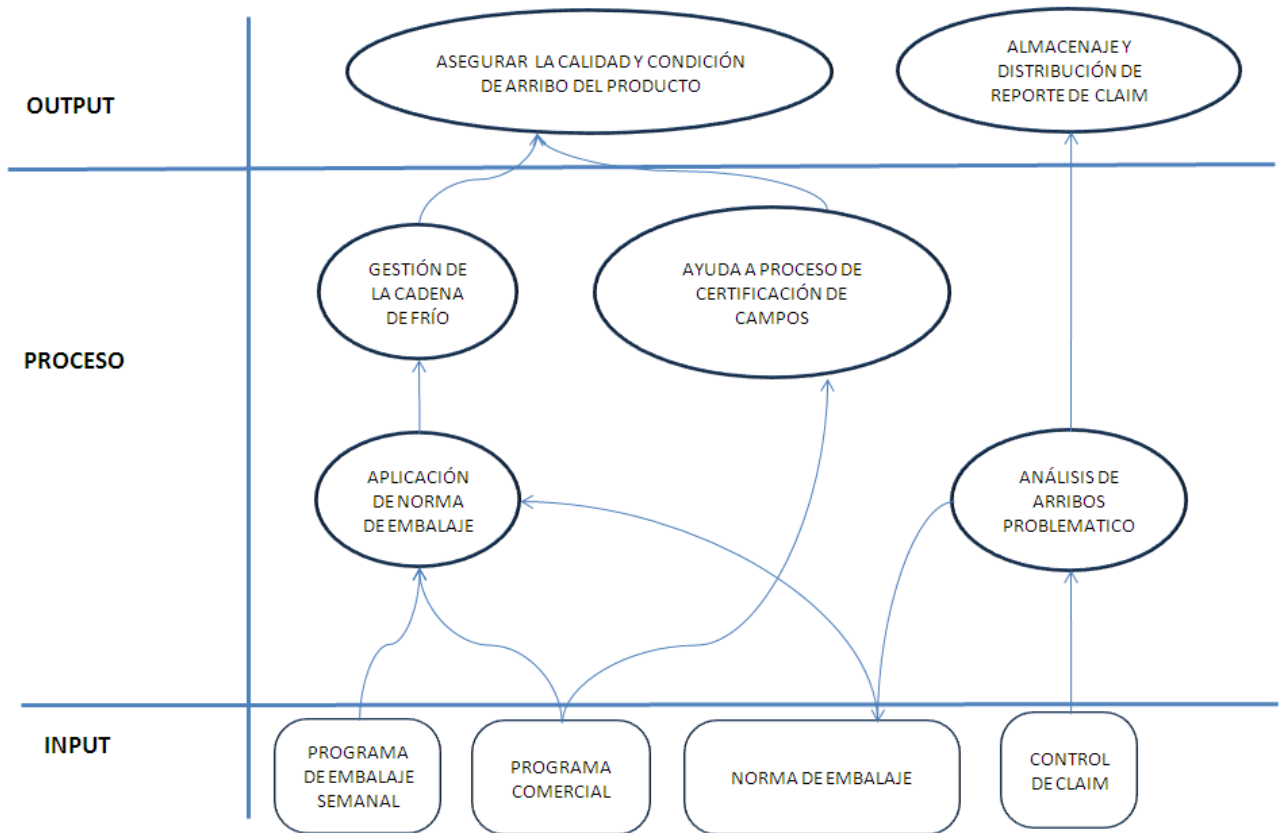 OUTPUT
ASEGURAR LA CALIDAD Y CONDICIÓN
DE ARRIBO DEL PRODUCTO
ALMACENAJE Y
DISTRIBUCIÓN DE
REPORTE DE CLAIM
PROCESO
GESTIÓN DE
LA CADENA
DE FRÍO
AYUDA A PROCESO DE
CERTIFICACIÓN DE
CAMPOS
APLICACIÓN
DE NORMA
DE EMBALAJE
ANÁLISIS DE
ARRIBOS
PROBLEMATICO
INPUT
PROGRAMA
DE EMBALAJE
SEMANAL
PROGRAMA
COMERCIAL
NORMA DE EMBALAJE
CONTROL
DE CLAIM